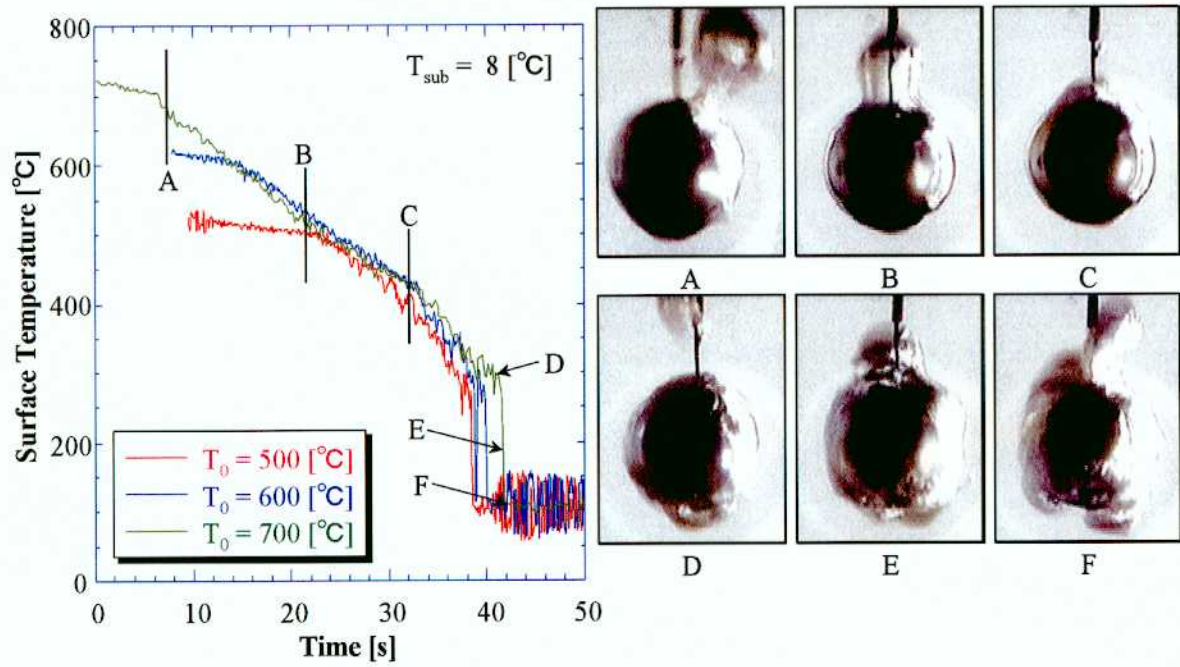 800
600
400
200
0
Surface Temperature [℃]
T_sub = 8 [℃]
A
B
C
D
E
F
T_0 = 500 [℃]
T_0 = 600 [℃]
T_0 = 700 [℃]
0 10 20 30 40 50
Time [s]
A B C
D E F